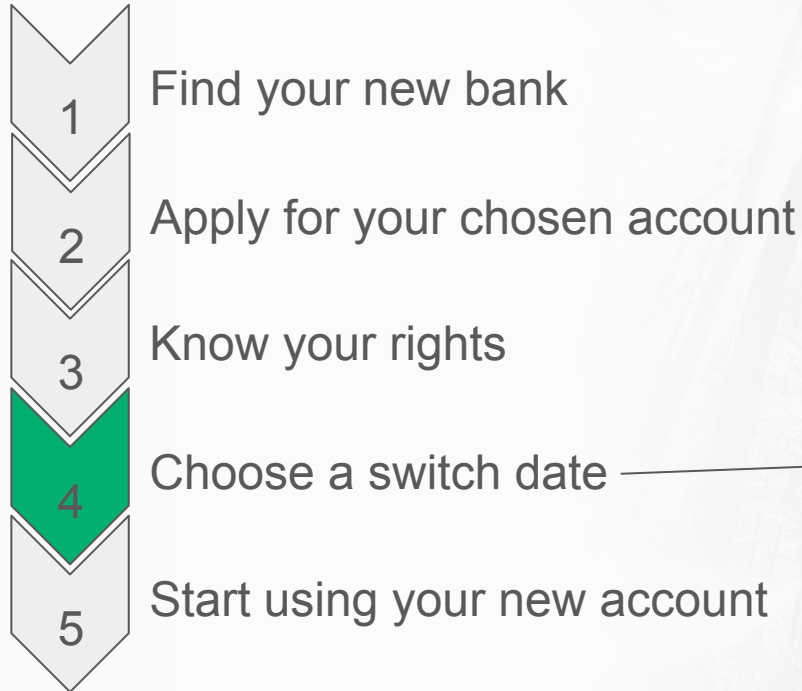 1 Find your new bank
2 Apply for your chosen account
3 Know your rights
4 Choose a switch date
5 Start using your new account